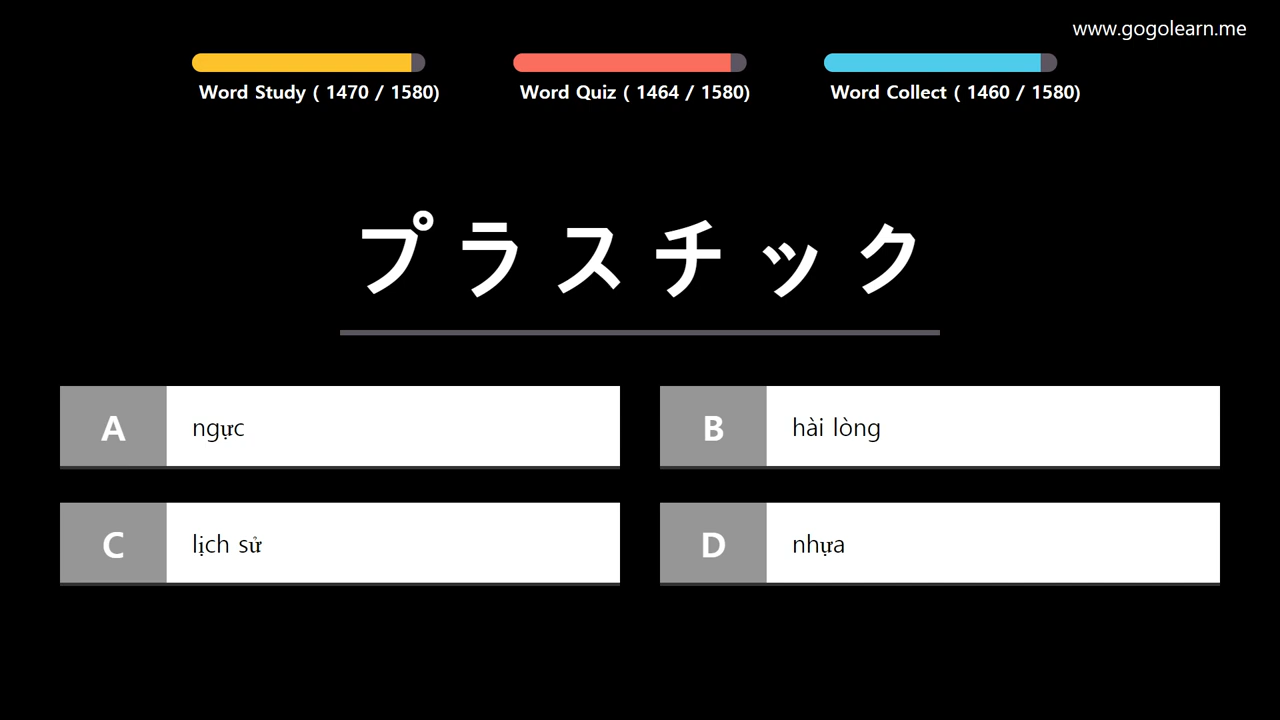 www.gogolearn.me
Word Study ( 1470 / 1580)
Word Quiz ( 1464 / 1580)
Word Collect ( 1460 / 1580)
プラスチック
A ngực
B hài lòng
C lịch sử
D nhựa